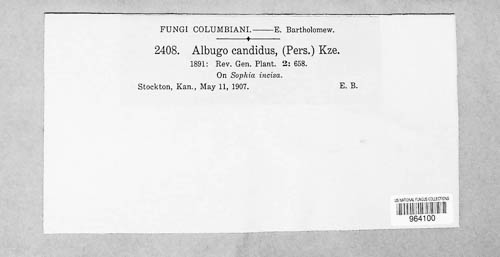 FUNGI COLUMBIANI.——E. Bartholomew.
2408. Albugo candidus, (Pers.) Kze.
1891: Rev. Gen. Plant. 2: 658.
On Sophia incisa.
Stockton, Kan., May 11, 1907. E. B.
US NATIONAL FUNGUS COLLECTIONS
964100